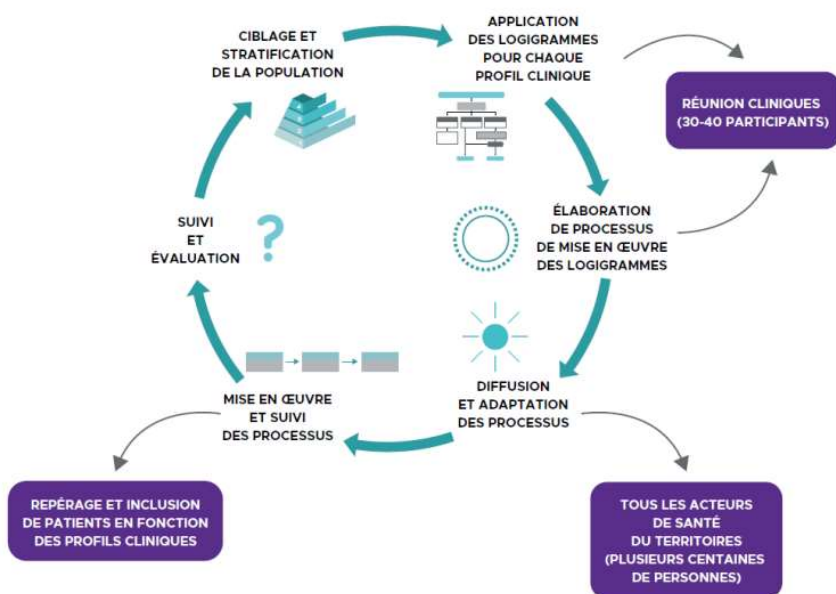 CIBLAGE ET
STRATIFICATION
DE LA POPULATION
APPLICATION
DES LOGIGRAMMES
POUR CHAQUE
PROFIL CLINIQUE
RÉUNION CLINIQUES
(30-40 PARTICIPANTS)
ÉLABORATION
DE PROCESSUS
DE MISE EN ŒUVRE
DES LOGIGRAMMES
DIFFUSION
ET ADAPTATION
DES PROCESSUS
TOUS LES ACTEURS
DE SANTÉ
DU TERRITOIRES
(PLUSIEURS CENTAINES
DE PERSONNES)
MISE EN ŒUVRE
ET SUIVI
DES PROCESSUS
REPÉRAGE ET INCLUSION
DE PATIENTS EN FONCTION
DES PROFILS CLINIQUES
SUIVI
ET
ÉVALUATION
?